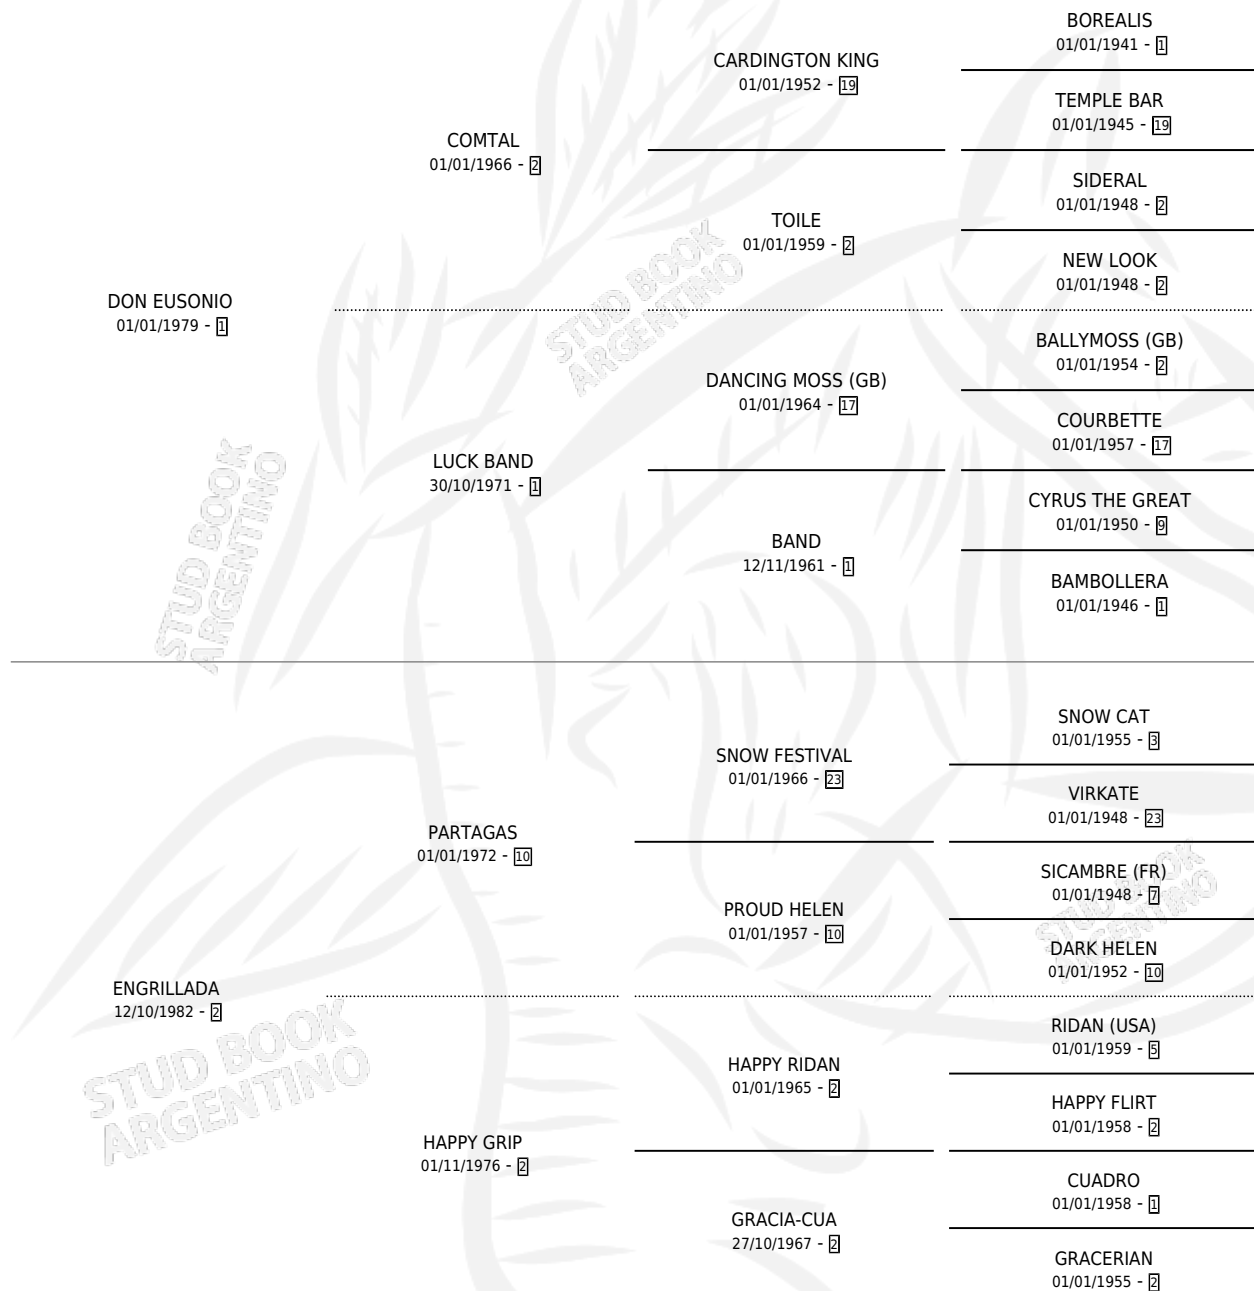 BOREALIS
01/01/1941 - 1
CARDINGTON KING
01/01/1952 - 19
TEMPLE BAR
01/01/1945 - 19
COMTAL
01/01/1966 - 2
SIDERAL
01/01/1948 - 2
TOILE
01/01/1959 - 2
NEW LOOK
01/01/1948 - 2
DON EUSONIO
01/01/1979 - 1
BALLYMOSS (GB)
01/01/1954 - 2
DANCING MOSS (GB)
01/01/1964 - 17
COURBETTE
01/01/1957 - 17
LUCK BAND
30/10/1971 - 1
CYRUS THE GREAT
01/01/1950 - 9
BAND
12/11/1961 - 1
BAMBOLLERA
01/01/1946 - 1
SNOW CAT
01/01/1955 - 3
SNOW FESTIVAL
01/01/1966 - 23
VIRKATE
01/01/1948 - 23
PARTAGAS
01/01/1972 - 10
SICAMBRE (FR)
01/01/1948 - 7
PROUD HELEN
01/01/1957 - 10
DARK HELEN
01/01/1952 - 10
ENGRILLADA
12/10/1982 - 2
RIDAN (USA)
01/01/1959 - 5
HAPPY RIDAN
01/01/1965 - 2
HAPPY FLIRT
01/01/1958 - 2
HAPPY GRIP
01/11/1976 - 2
CUADRO
01/01/1958 - 1
GRACIA-CUA
27/10/1967 - 2
GRACERIAN
01/01/1955 - 2
STUD BOOK
ARGENTINO
STUD BOOK
ARGENTINO
STUD BOOK
ARGENTINO
STUD BOOK
ARGENTINO